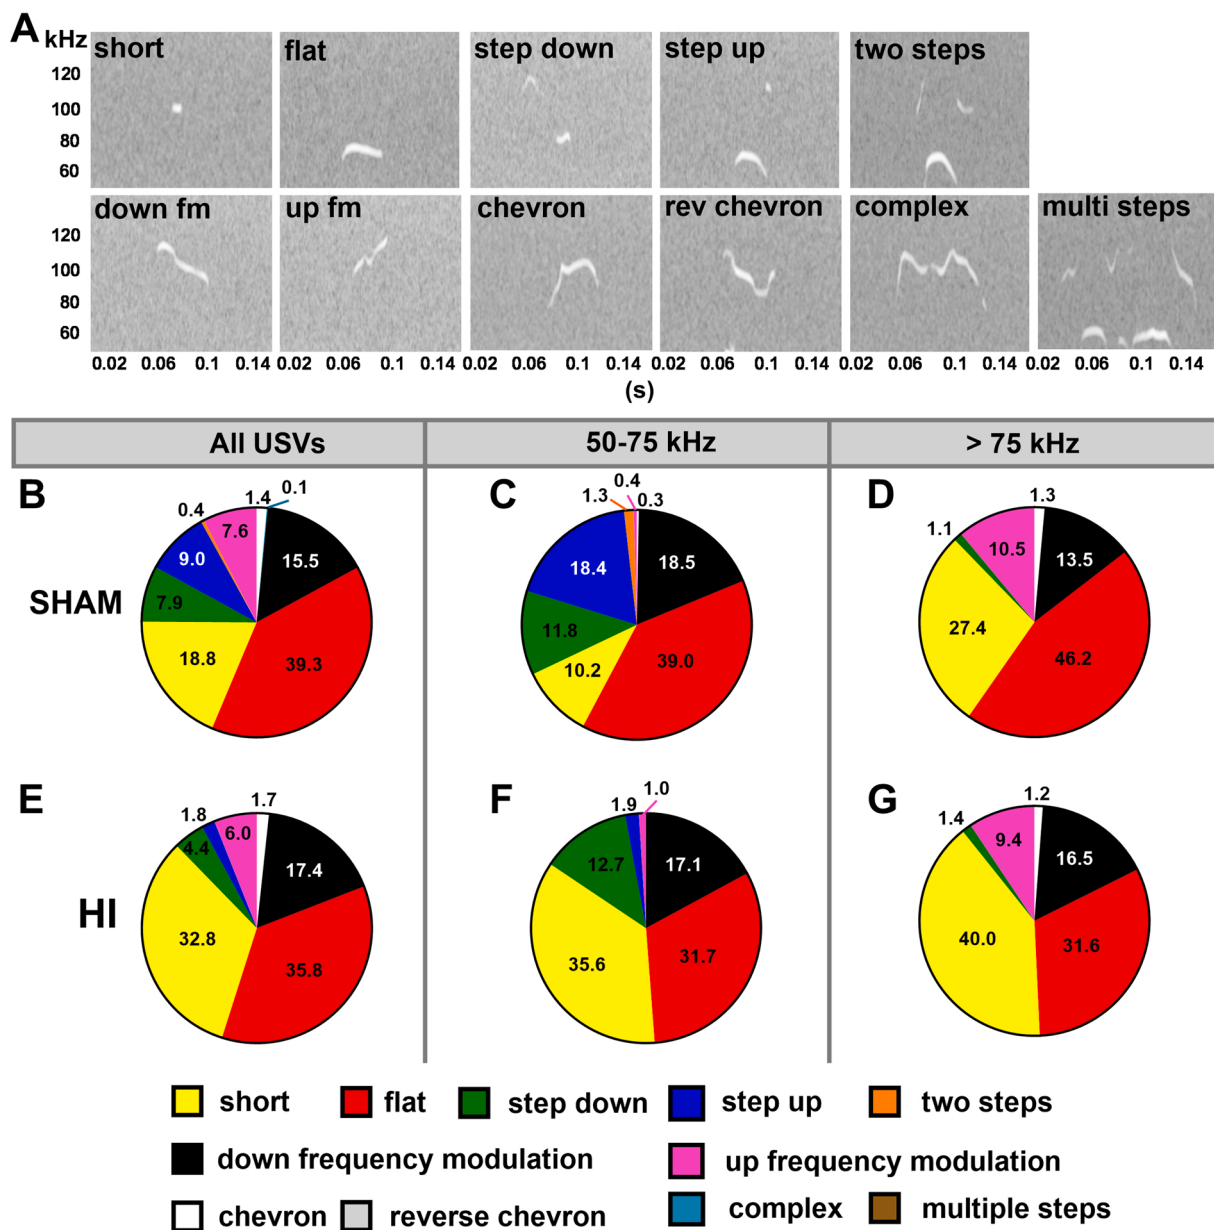 A
kHz
short flat step down step up two steps
120
100
80
60
down fm up fm chevron rev chevron complex multi steps
120
100
80
60
0.02 0.06 0.1 0.14 0.02 0.06 0.1 0.14 0.02 0.06 0.1 0.14 0.02 0.06 0.1 0.14 0.02 0.06 0.1 0.14 0.02 0.06 0.1 0.14
(s)
All USVs 50-75 kHz > 75 kHz
SHAM
B
0.4 7.6 1.4 0.1
9.0 15.5
7.9
18.8 39.3
C
1.3 0.4 0.3
18.4 18.5
11.8
10.2 39.0
D
1.1 10.5 1.3
13.5
27.4
46.2
HI
E
1.8 6.0 1.7
4.4 17.4
32.8
35.8
F
1.9 1.0
12.7 17.1
35.6 31.7
G
1.4 9.4 1.2
16.5
40.0 31.6
short flat step down step up two steps
down frequency modulation up frequency modulation
chevron reverse chevron complex multiple steps